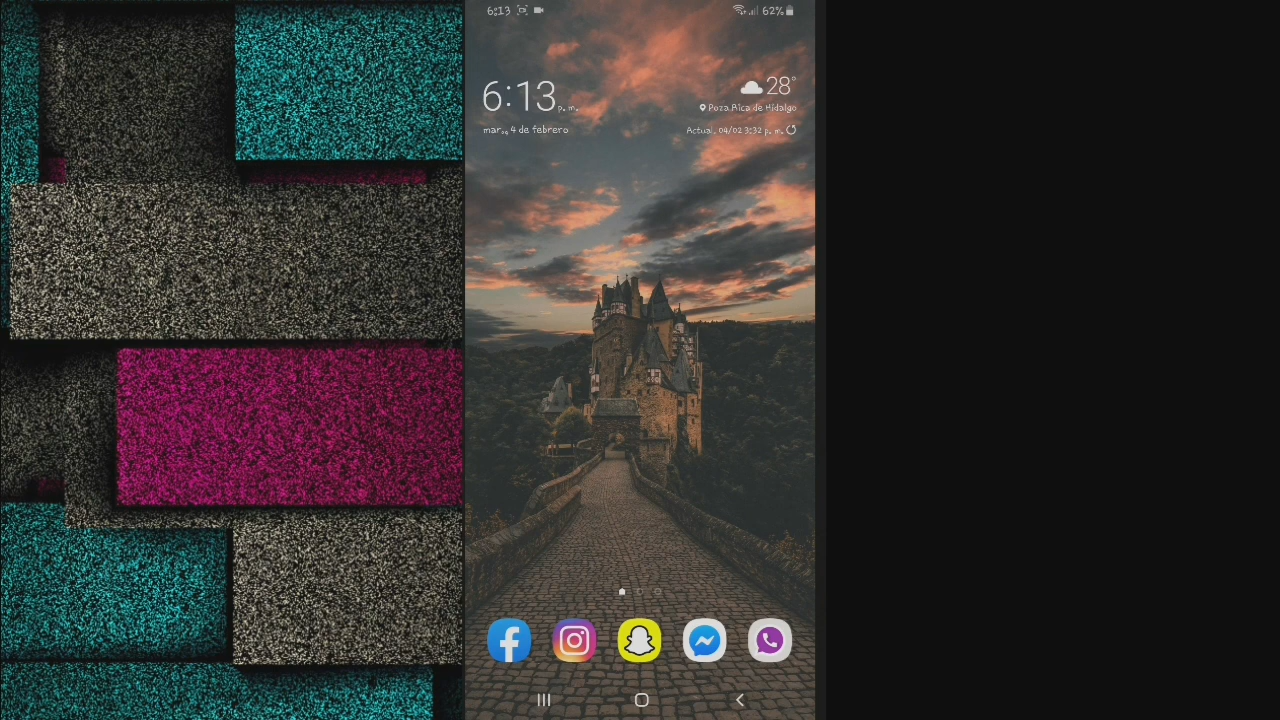 6:13
62%
6:13 p. m.
mar., 4 de febrero
28°
Poza Rica de Hidalgo
Actual. 04/02 3:32 p. m.